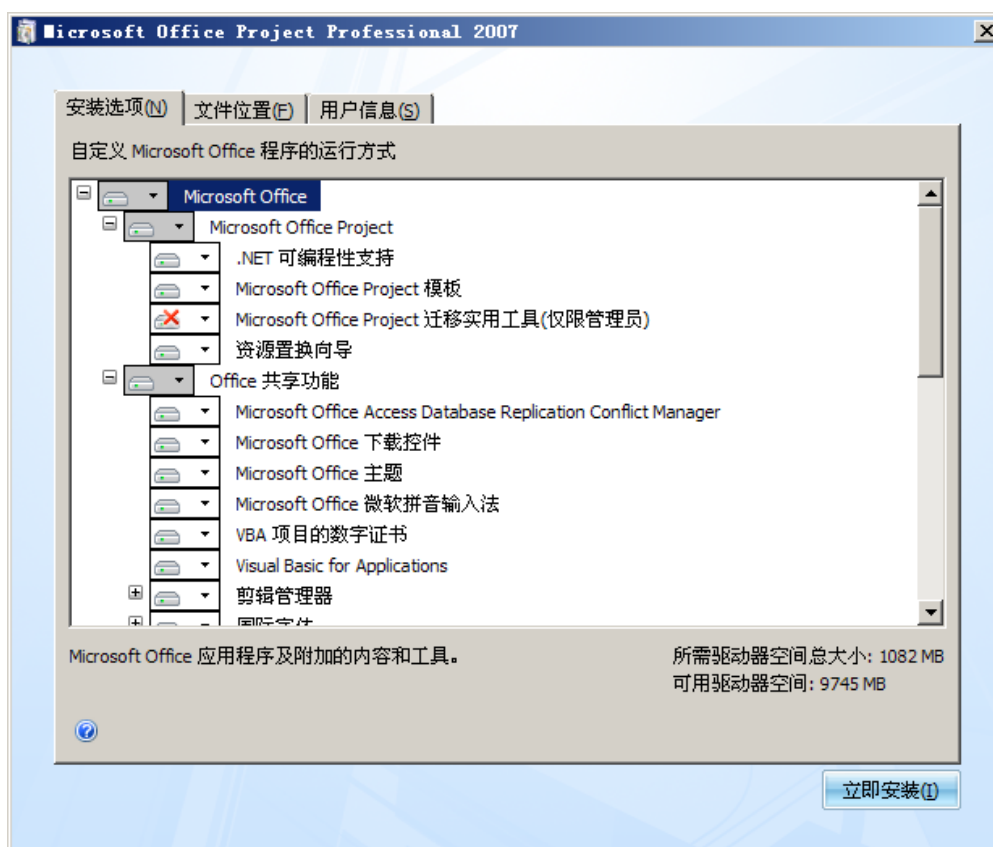 Microsoft Office Project Professional 2007
安装选项(N) 文件位置(F) 用户信息(S)
自定义 Microsoft Office 程序的运行方式
Microsoft Office
Microsoft Office Project
.NET 可编程性支持
Microsoft Office Project 模板
Microsoft Office Project 迁移实用工具(仅限管理员)
资源置换向导
Office 共享功能
Microsoft Office Access Database Replication Conflict Manager
Microsoft Office 下载控件
Microsoft Office 主题
Microsoft Office 微软拼音输入法
VBA 项目的数字证书
Visual Basic for Applications
剪辑管理器
国际字体
Microsoft Office 应用程序及附加的内容和工具。
所需驱动器空间总大小: 1082 MB
可用驱动器空间: 9745 MB
立即安装(I)